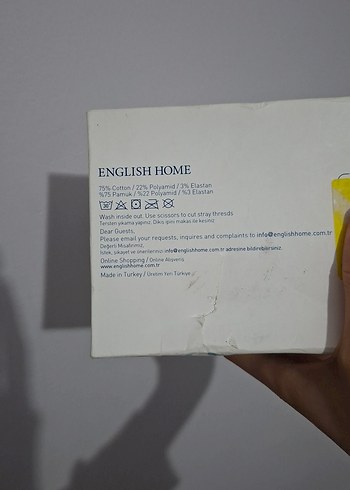 ENGLISH HOME
75% Cotton / 22% Polyamid / 3% Elastan
%75 Pamuk / %22 Polyamid / %3 Elastan
Wash inside out. Use scissors to cut stray threads
Tersten yıkama yapınız. Dikiş ipini makas ile kesiniz.
Dear Guests,
Please email your requests, inquires and complaints to info@englishhome.com.tr
Değerli Misafirimiz,
İstek, şikayet ve önerilerinizi info@englishhome.com.tr adresine bildirebilirsiniz.
Online Shopping / Online Alışveriş
www.englishhome.com
Made in Turkey / Üretim Yeri Türkiye